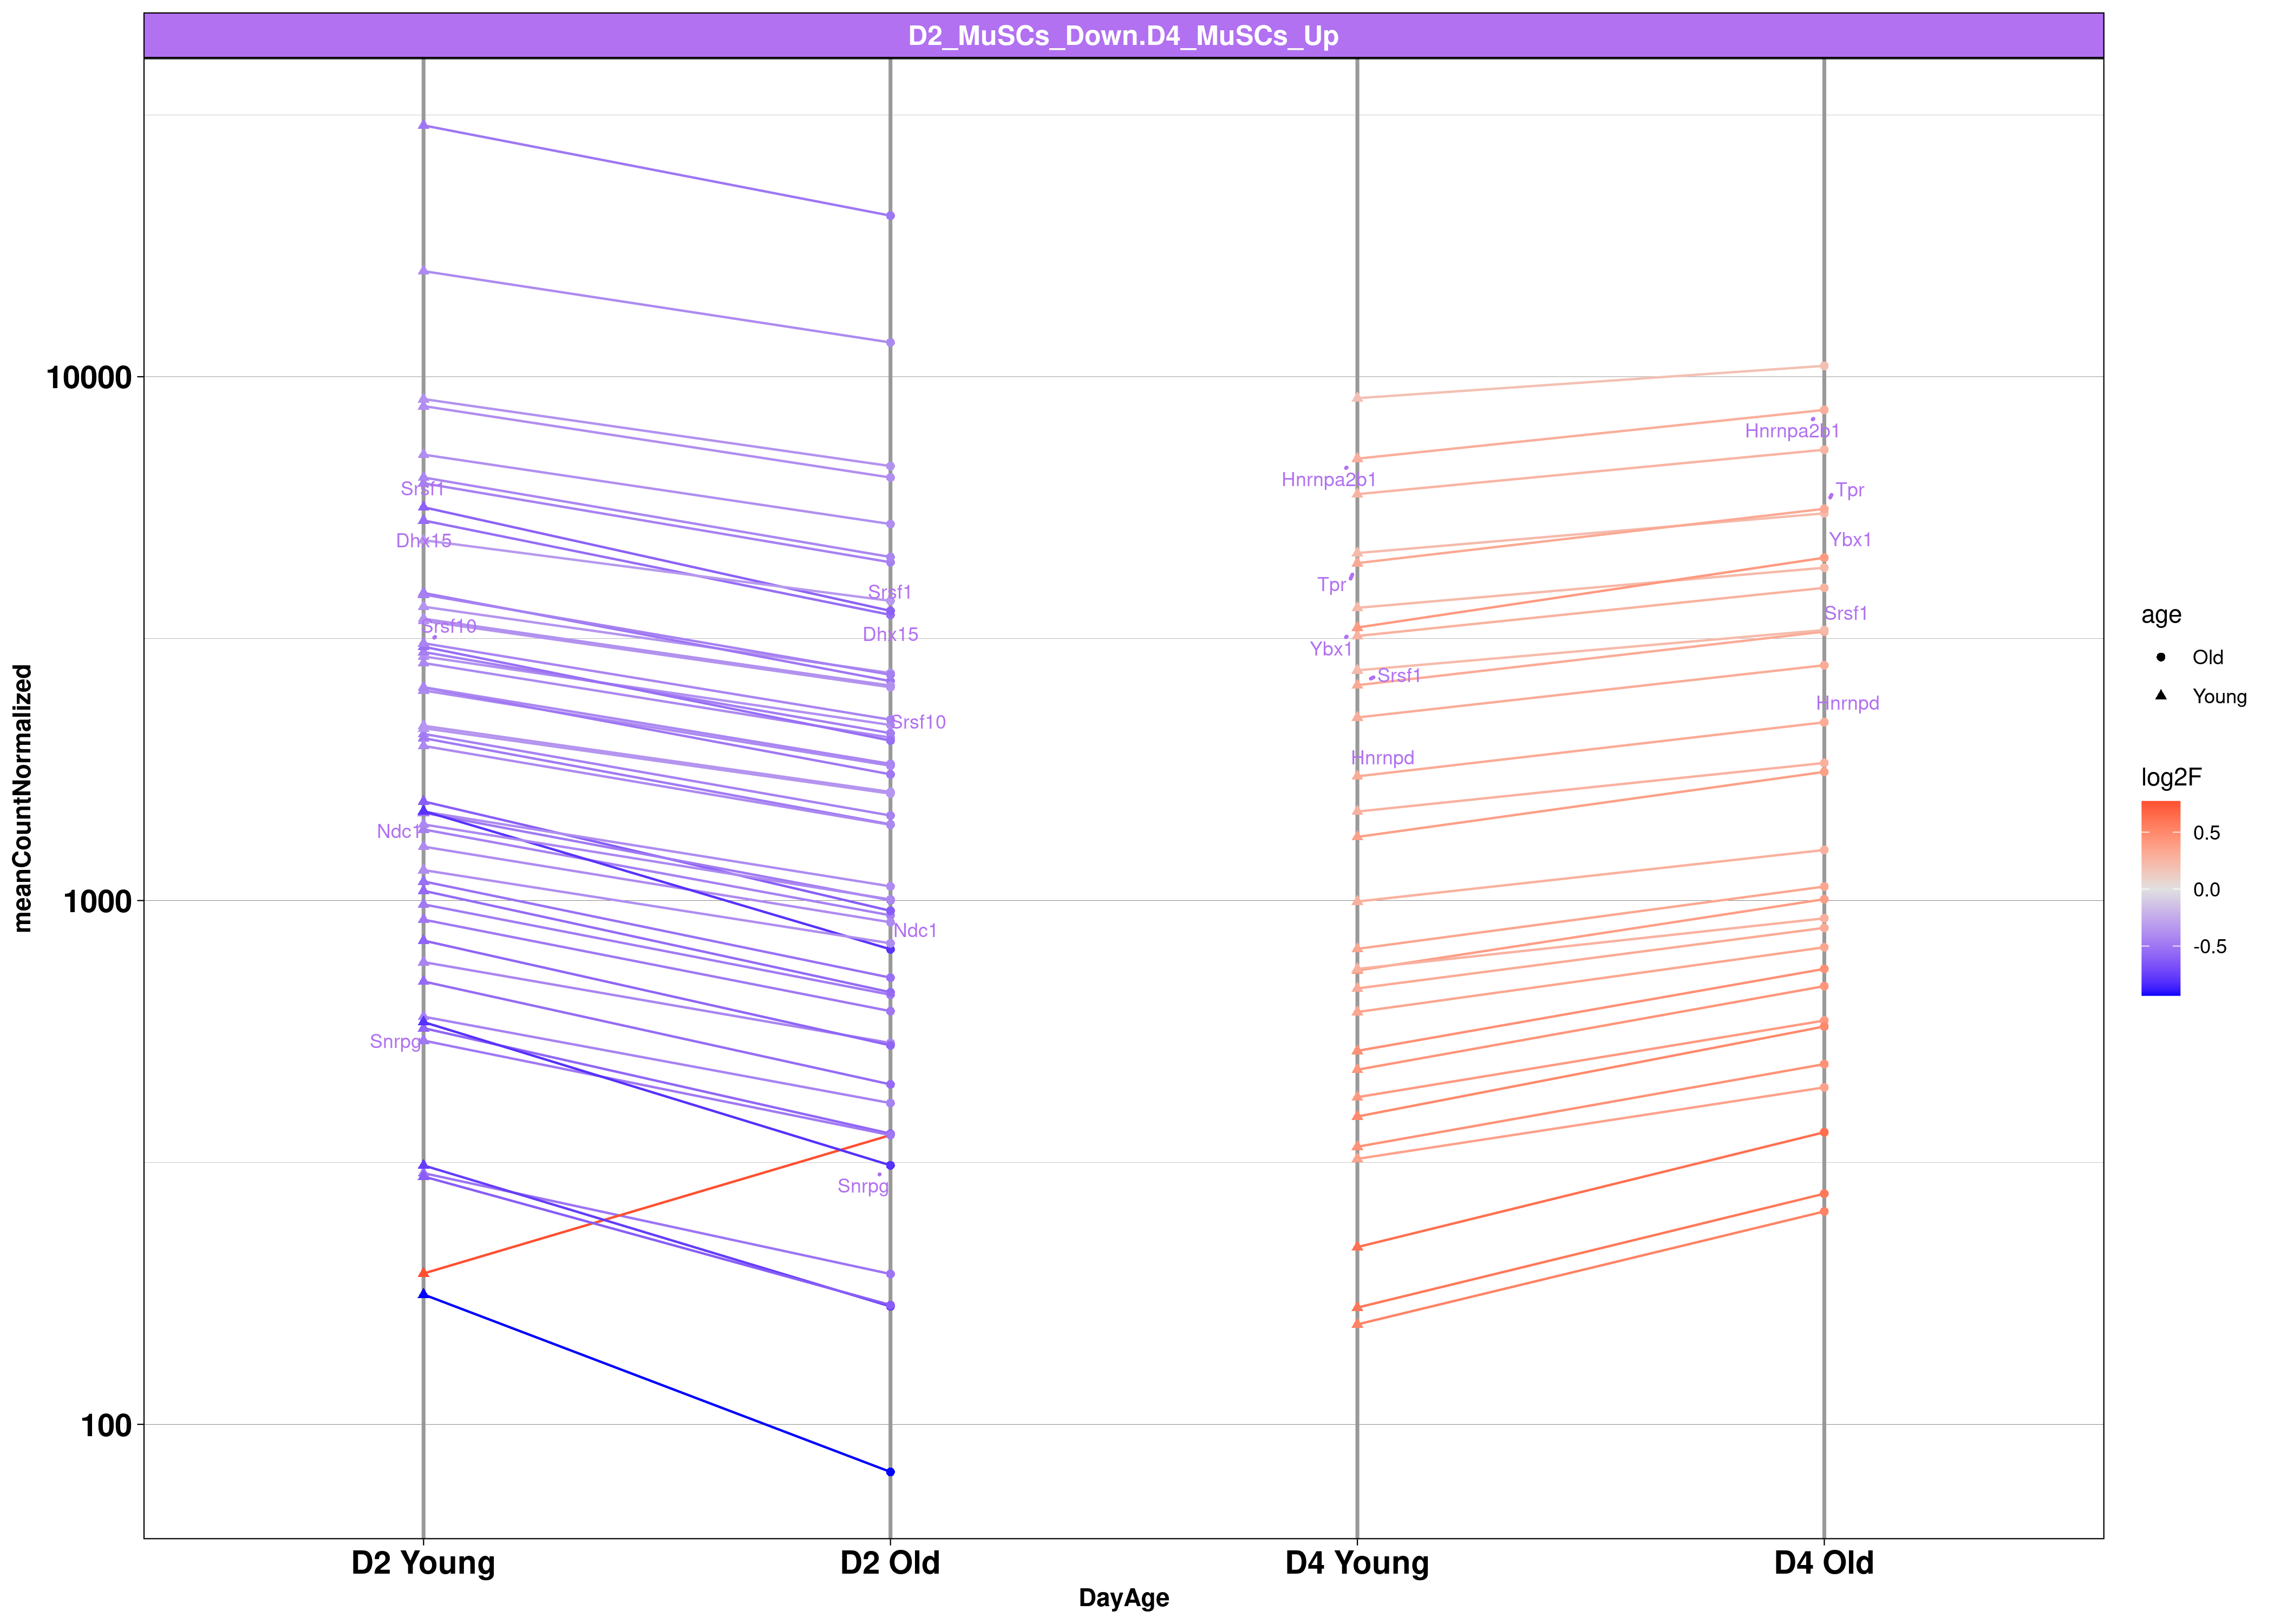 D2_MuSCs_Down.D4_MuSCs_Up
meanCountNormalized
10000
1000
100
Srsf1
Dhx15
Srsf10
Ndc1
Snrpg
Srsf1
Dhx15
Srsf10
Ndc1
Snrpg
Hnrnpa2b1
Tpr
Ybx1
Srsf1
Hnrnpd
Hnrnpa2b1
Tpr
Ybx1
Srsf1
Hnrnpd
D2 Young
D2 Old
D4 Young
D4 Old
DayAge
age
Old
Young
log2F
0.5
0.0
-0.5